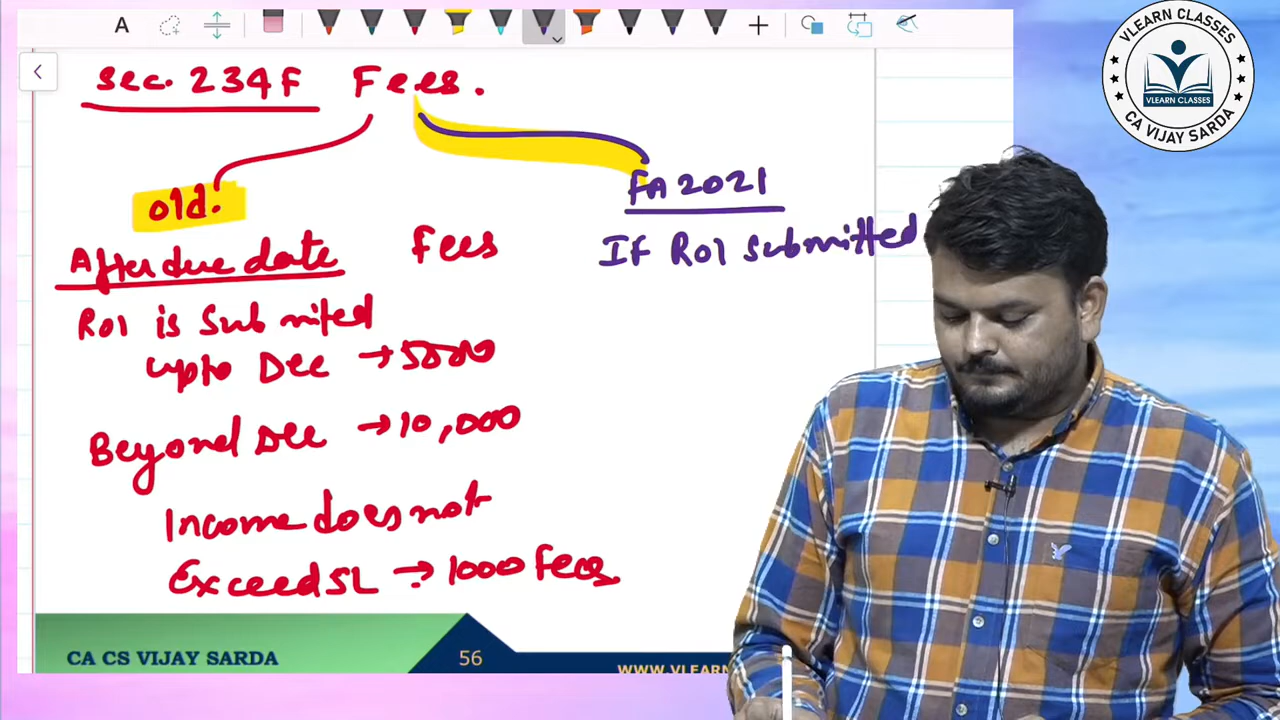 A
VLEARN CLASSES
VLEARN CLASSES
CA VIJAY SARDA
Sec. 234F Fees.
old.
FA 2021
After due date Fees
If ROI submitted
ROI is submitted
upto Dec → 5000
Beyond Dec → 10,000
Income does not
Exceed 5L → 1000 Fees
CA CS VIJAY SARDA
56
WWW.VLEARN